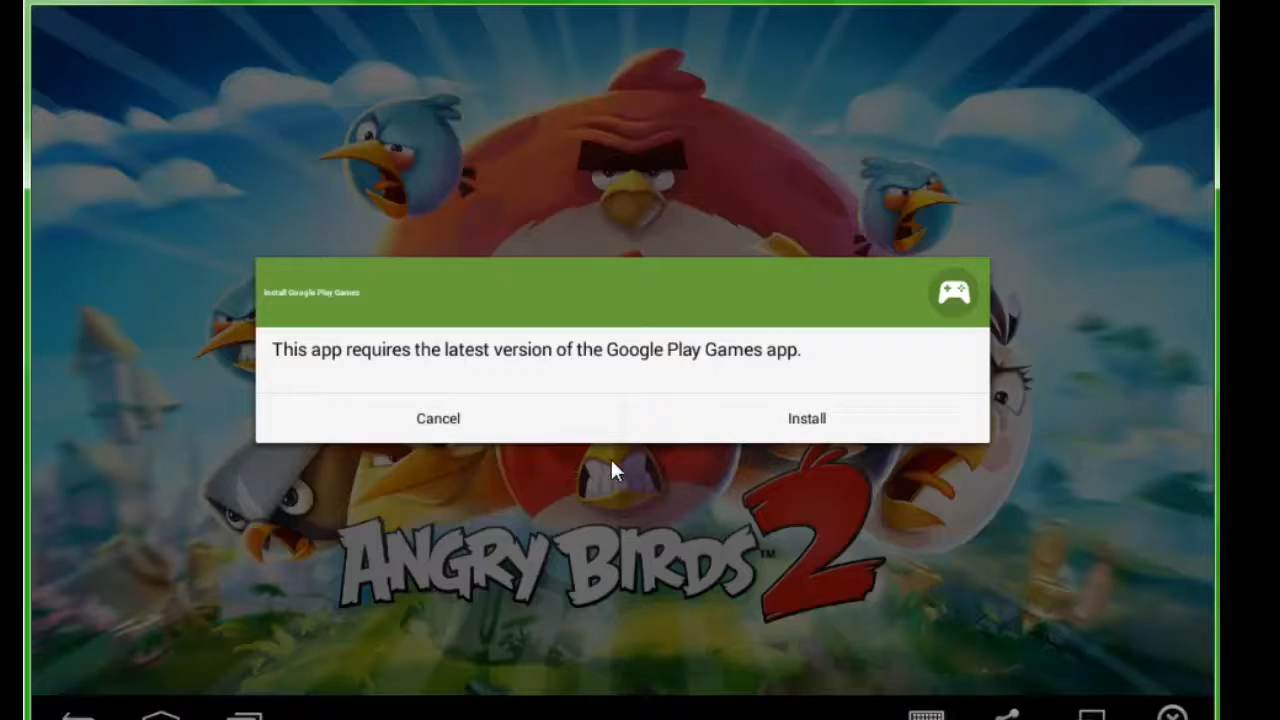 Install Google Play Games
This app requires the latest version of the Google Play Games app.
Cancel
Install
ANGRY BIRDS™ 2